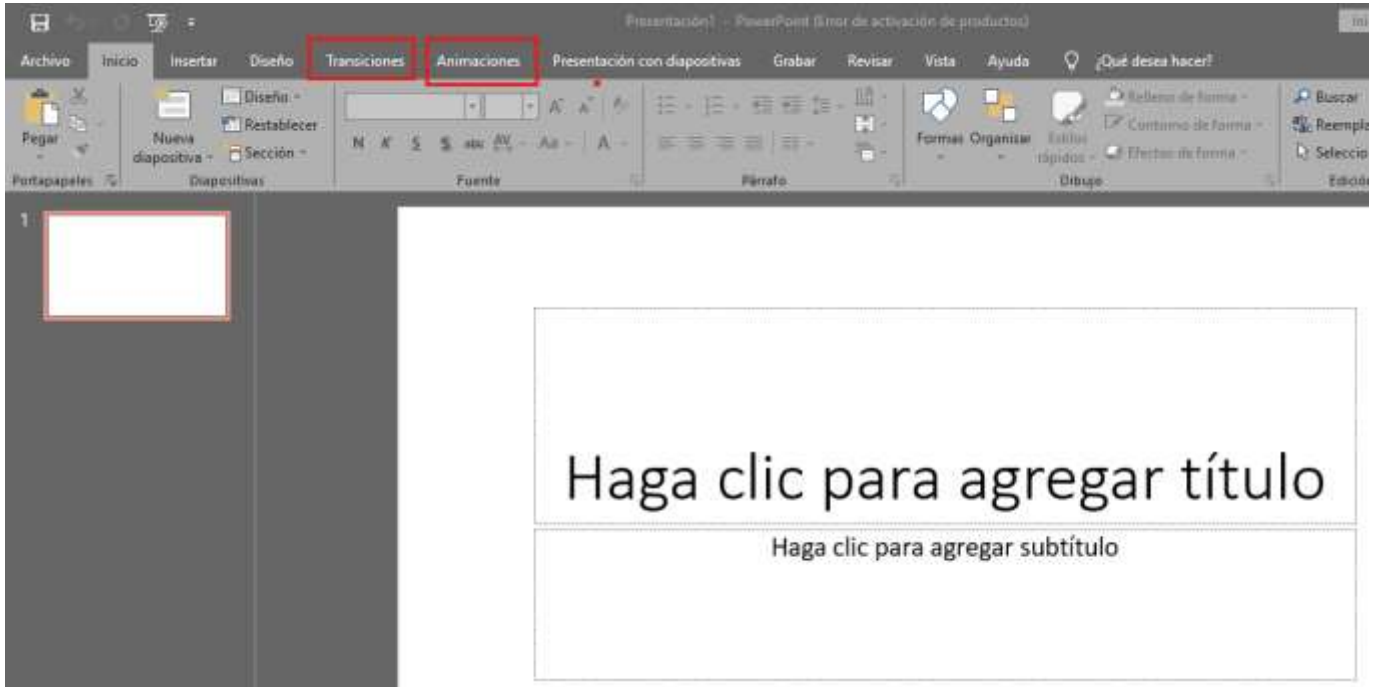 Presentación1 - PowerPoint (Error de activación de productos)
Archivo Inicio Insertar Diseño Transiciones Animaciones Presentación con diapositivas Grabar Revisar Vista Ayuda ¿Qué desea hacer?
Diseño Relleno de forma Buscar
Restablecer Contorno de forma
Pegar Nueva diapositiva Sección N K S S abc AV Aa A Formas Organizar Estilos rápidos Efectos de forma
Portapapeles Diapositivas Fuente Párrafo Dibujo
1
Haga clic para agregar título
Haga clic para agregar subtítulo